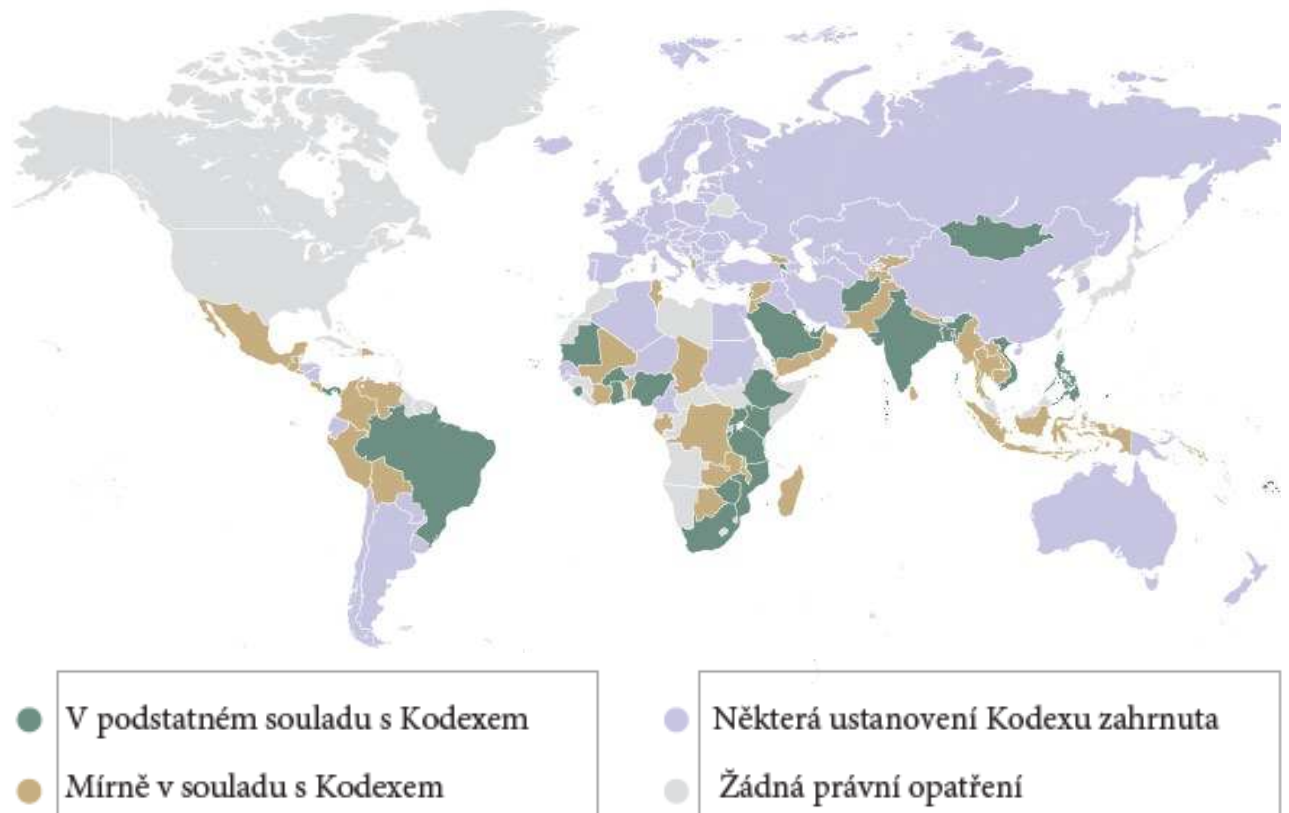 V podstatném souladu s Kodexem
Mírně v souladu s Kodexem
Některá ustanovení Kodexu zahrnuta
Žádná právní opatření